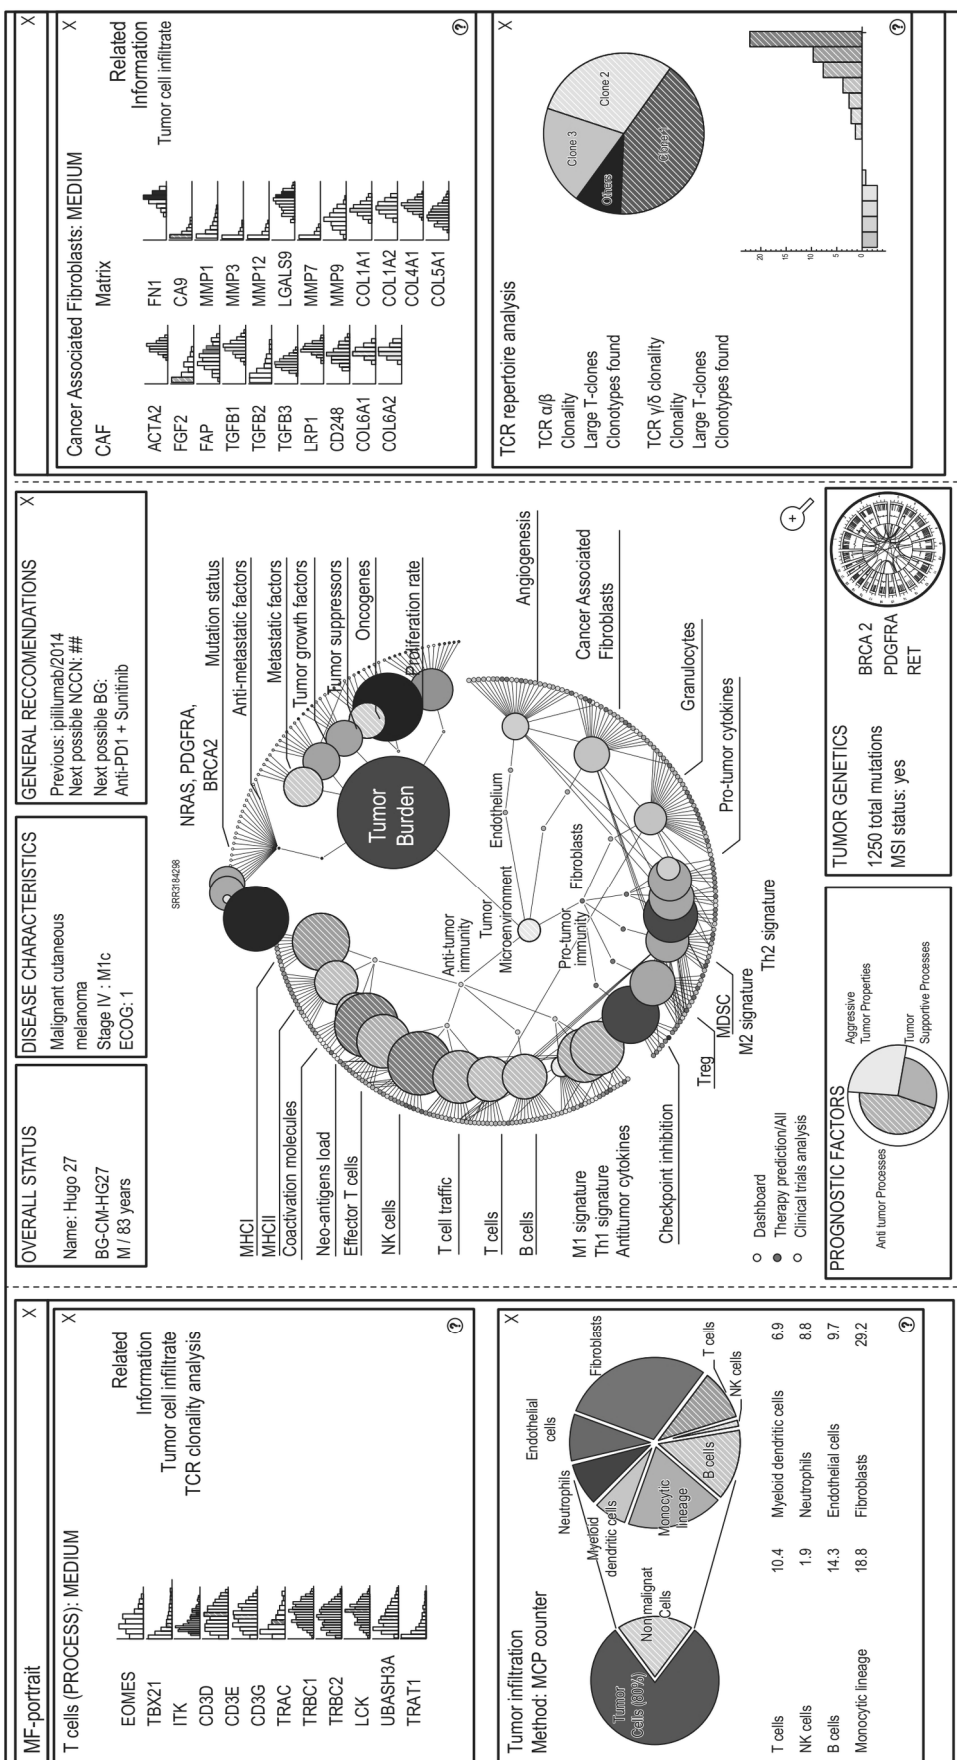 MF-portrait
X
T cells (PROCESS): MEDIUM
X
EOMES
TBX21
ITK
CD3D
CD3E
CD3G
TRAC
TRBC1
TRBC2
LCK
UBASH3A
TRAT1
Related
Information
Tumor cell infiltrate
TCR clonality analysis
?
Tumor infiltration
X
Method: MCP counter
Tumor
Cells (80%)
Non malignat
Cells
Neutrophils
Endothelial
cells
Fibroblasts
Myeloid
dendritic cells
Monocytic
lineage
B cells
T cells
NK cells
T cells 10.4 Myeloid dendritic cells 6.9
NK cells 1.9 Neutrophils 8.8
B cells 14.3 Endothelial cells 9.7
Monocytic lineage 18.8 Fibroblasts 29.2
?
OVERALL STATUS
Name: Hugo 27
BG-CM-HG27
M / 83 years
DISEASE CHARACTERISTICS
Malignant cutaneous
melanoma
Stage IV : M1c
ECOG: 1
GENERAL RECCOMENDATIONS
X
Previous: ipililumab/2014
Next possible NCCN: ##
Next possible BG:
Anti-PD1 + Sunitinib
SRR3184298
NRAS, PDGFRA,
BRCA2
Mutation status
Anti-metastatic factors
Metastatic factors
Tumor growth factors
Tumor suppressors
Oncogenes
Proliferation rate
MHCI
MHCII
Coactivation molecules
Neo-antigens load
Effector T cells
NK cells
T cell traffic
T cells
B cells
M1 signature
Th1 signature
Antitumor cytokines
Checkpoint inhibition
Tumor
Burden
Anti-tumor
immunity
Tumor
Microenvironment
Endothelium
Pro-tumor
immunity
Fibroblasts
Angiogenesis
Cancer Associated
Fibroblasts
Granulocytes
Pro-tumor cytokines
Th2 signature
M2 signature
MDSC
Treg
Dashboard
Therapy prediction/All
Clinical trials analysis
+
PROGNOSTIC FACTORS
Anti tumor Processes
Aggressive
Tumor Properties
Tumor
Supportive Processes
TUMOR GENETICS
1250 total mutations
MSI status: yes
BRCA 2
PDGFRA
RET
X
Cancer Associated Fibroblasts: MEDIUM
X
CAF
Matrix
ACTA2
FGF2
FAP
TGFB1
TGFB2
TGFB3
LRP1
CD248
COL6A1
COL6A2
FN1
CA9
MMP1
MMP3
MMP12
LGALS9
MMP7
MMP9
COL1A1
COL1A2
COL4A1
COL5A1
Related
Information
Tumor cell infiltrate
?
TCR repertoire analysis
X
TCR α/β
Clonality
Large T-clones
Clonotypes found
TCR γ/δ clonality
Clonality
Large T-clones
Clonotypes found
Others
Clone 3
Clone 2
Clone 1
20
15
10
5
0
?